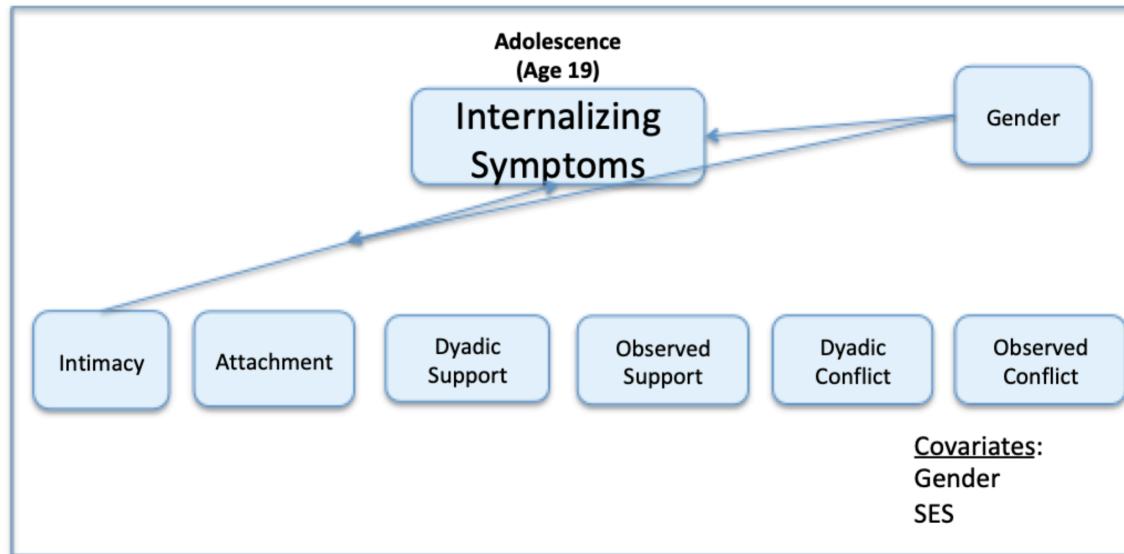 Adolescence
(Age 19)
Internalizing
Symptoms
Gender
Intimacy
Attachment
Dyadic
Support
Observed
Support
Dyadic
Conflict
Observed
Conflict
Covariates:
Gender
SES